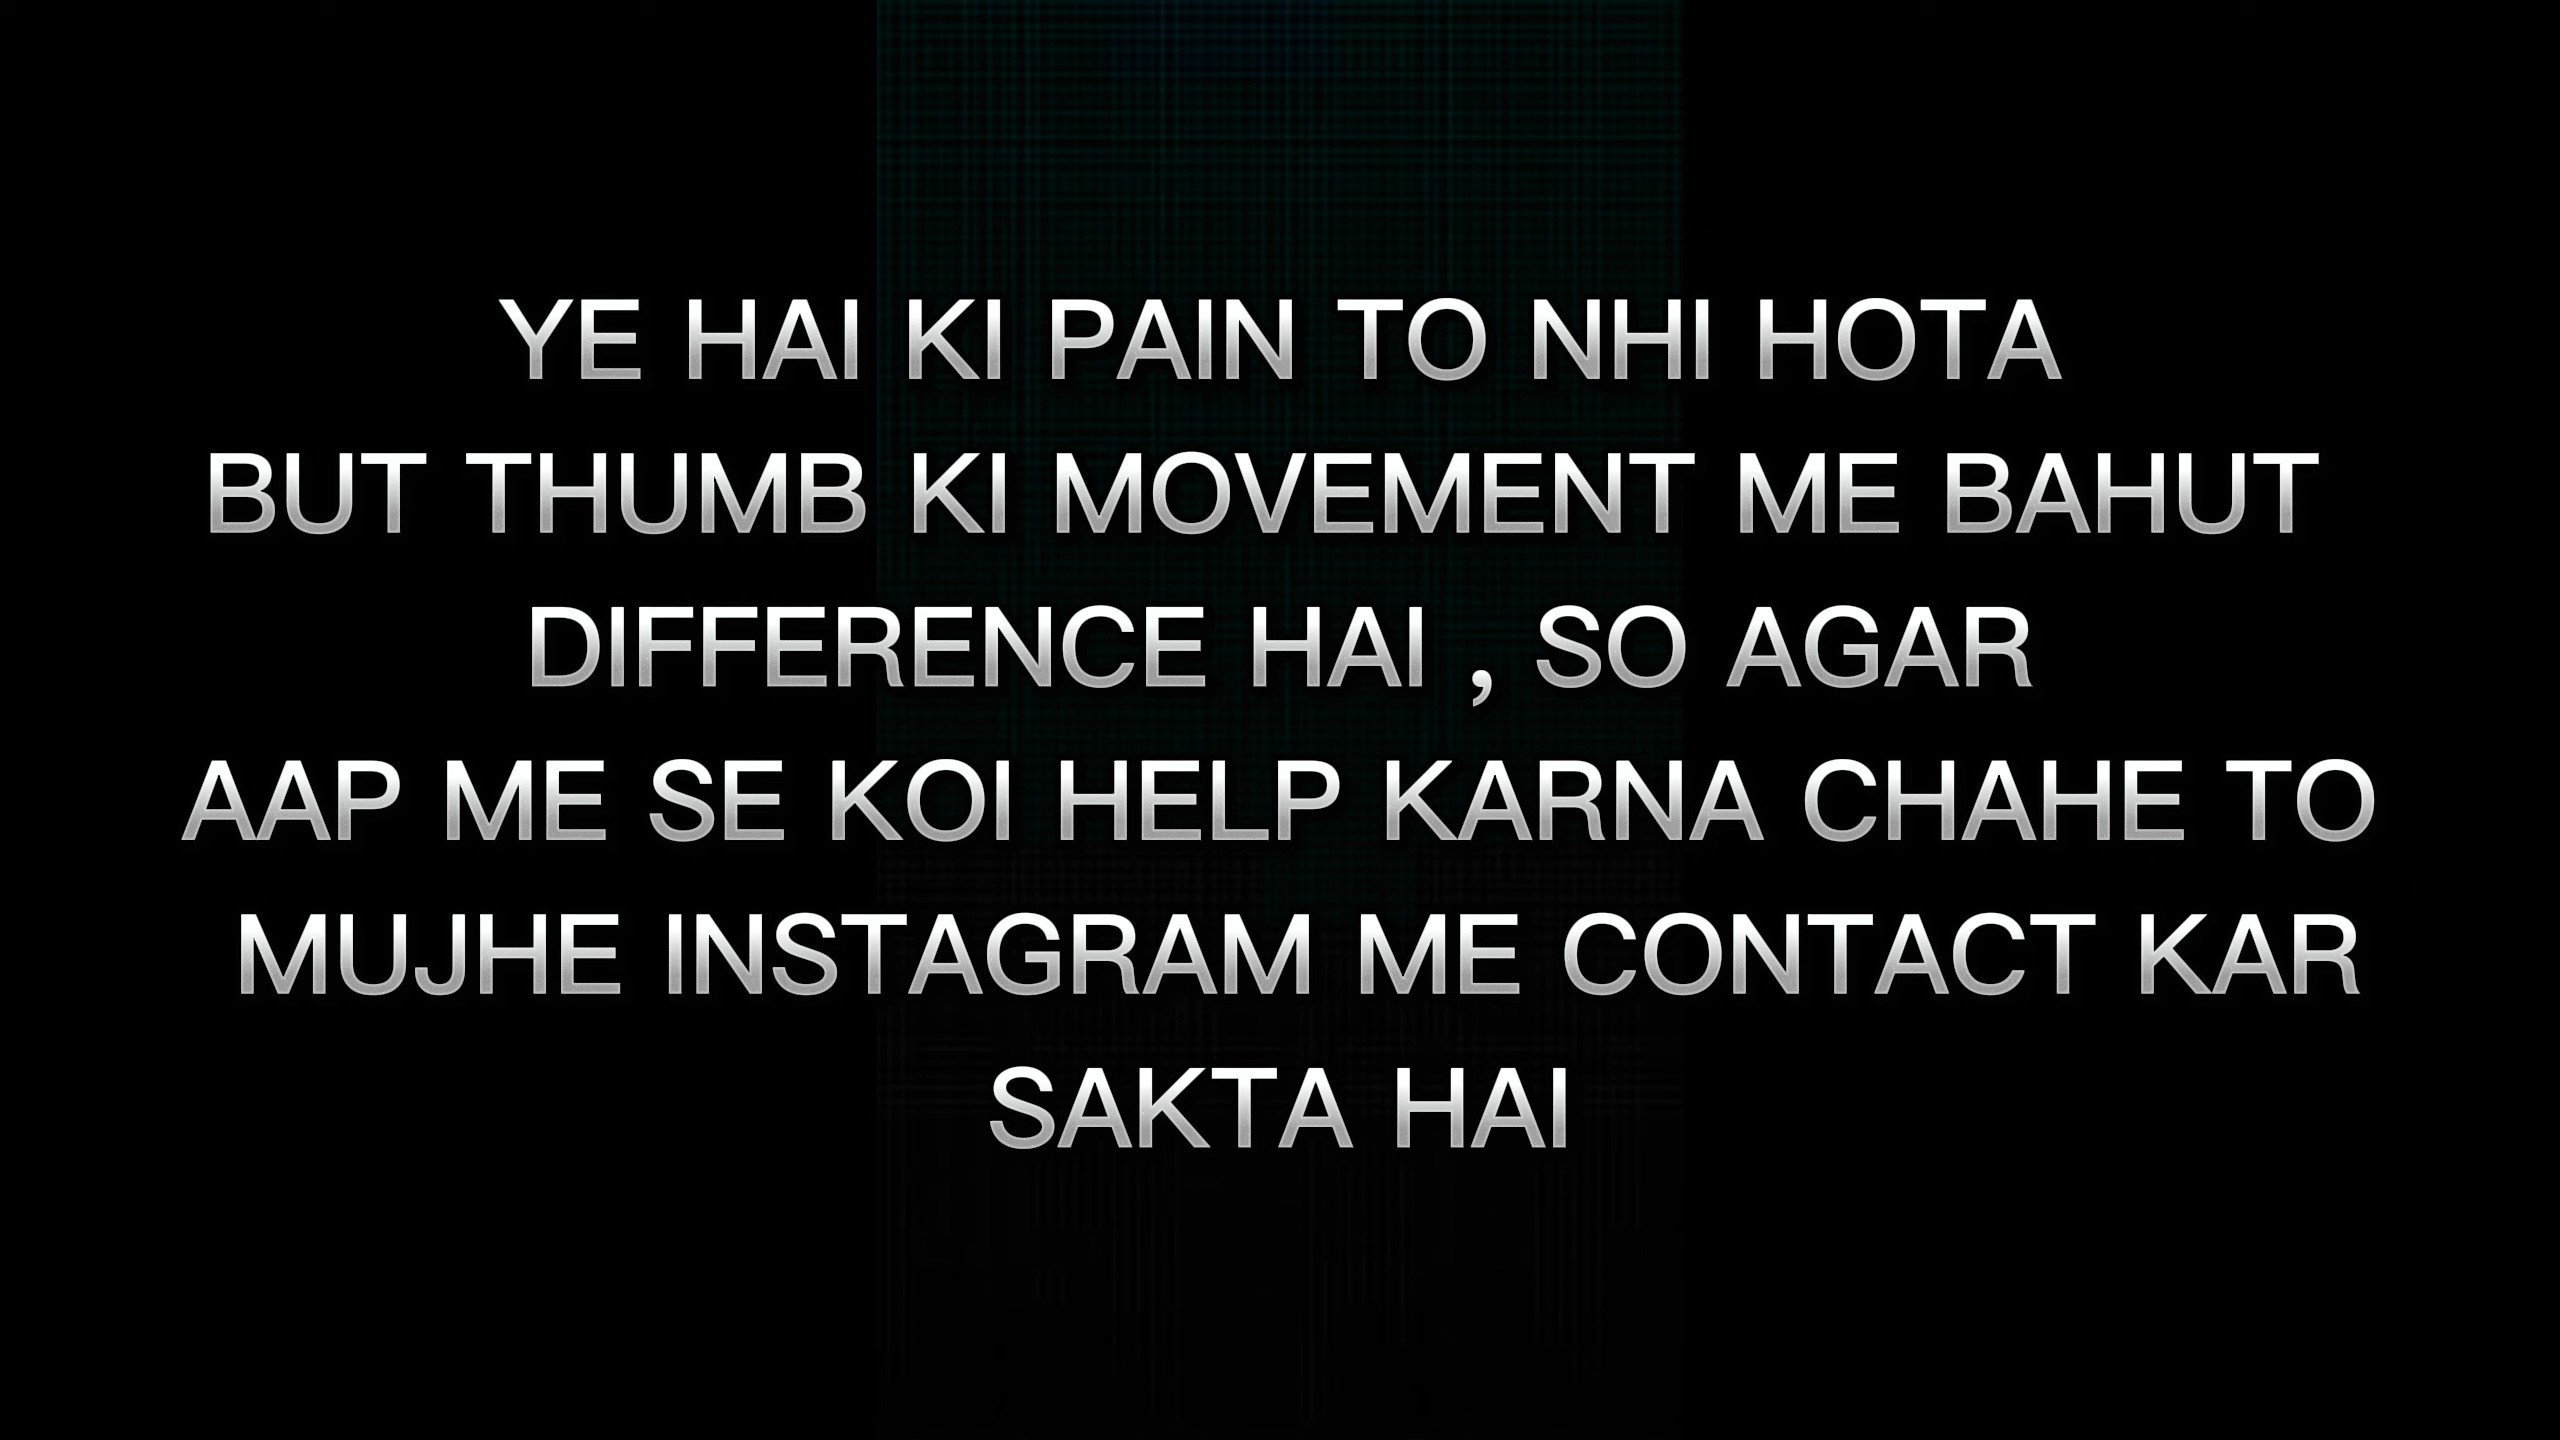 YE HAI KI PAIN TO NHI HOTA
BUT THUMB KI MOVEMENT ME BAHUT
DIFFERENCE HAI , SO AGAR
AAP ME SE KOI HELP KARNA CHAHE TO
MUJHE INSTAGRAM ME CONTACT KAR
SAKTA HAI